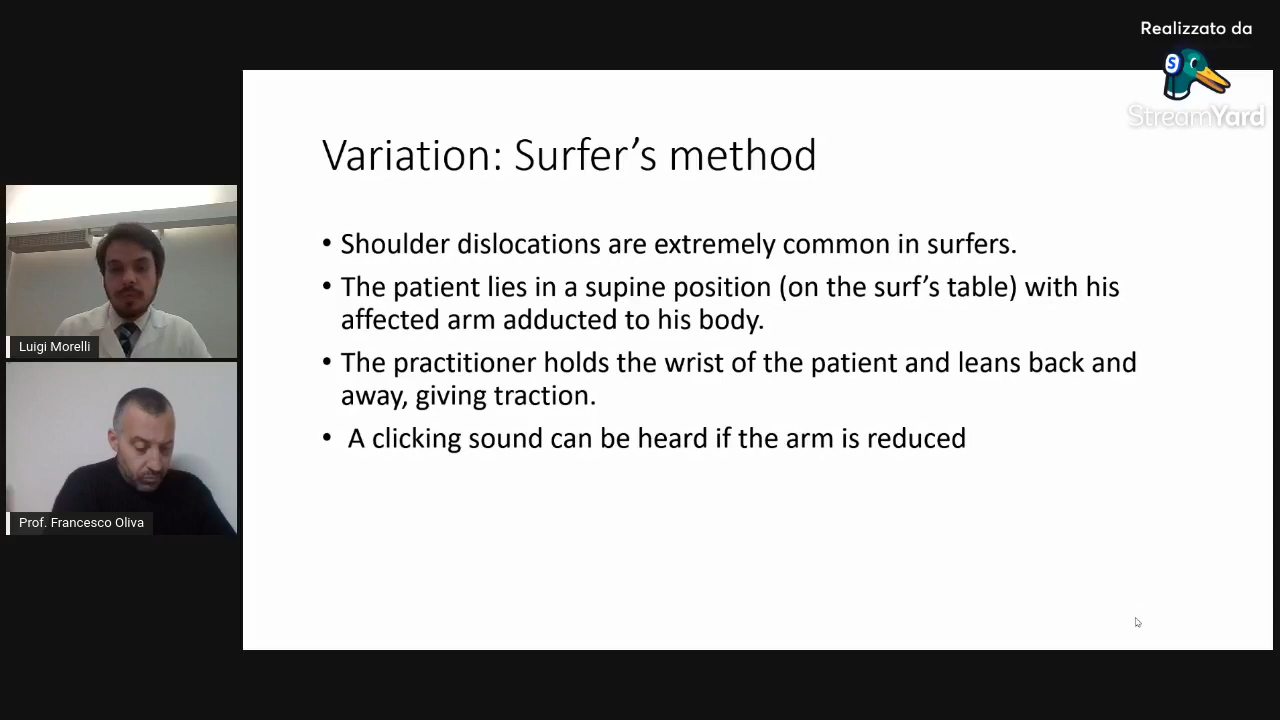 Realizzato da
S
StreamYard
Variation: Surfer’s method
• Shoulder dislocations are extremely common in surfers.
• The patient lies in a supine position (on the surf’s table) with his
affected arm adducted to his body.
• The practitioner holds the wrist of the patient and leans back and
away, giving traction.
• A clicking sound can be heard if the arm is reduced
Luigi Morelli
Prof. Francesco Oliva